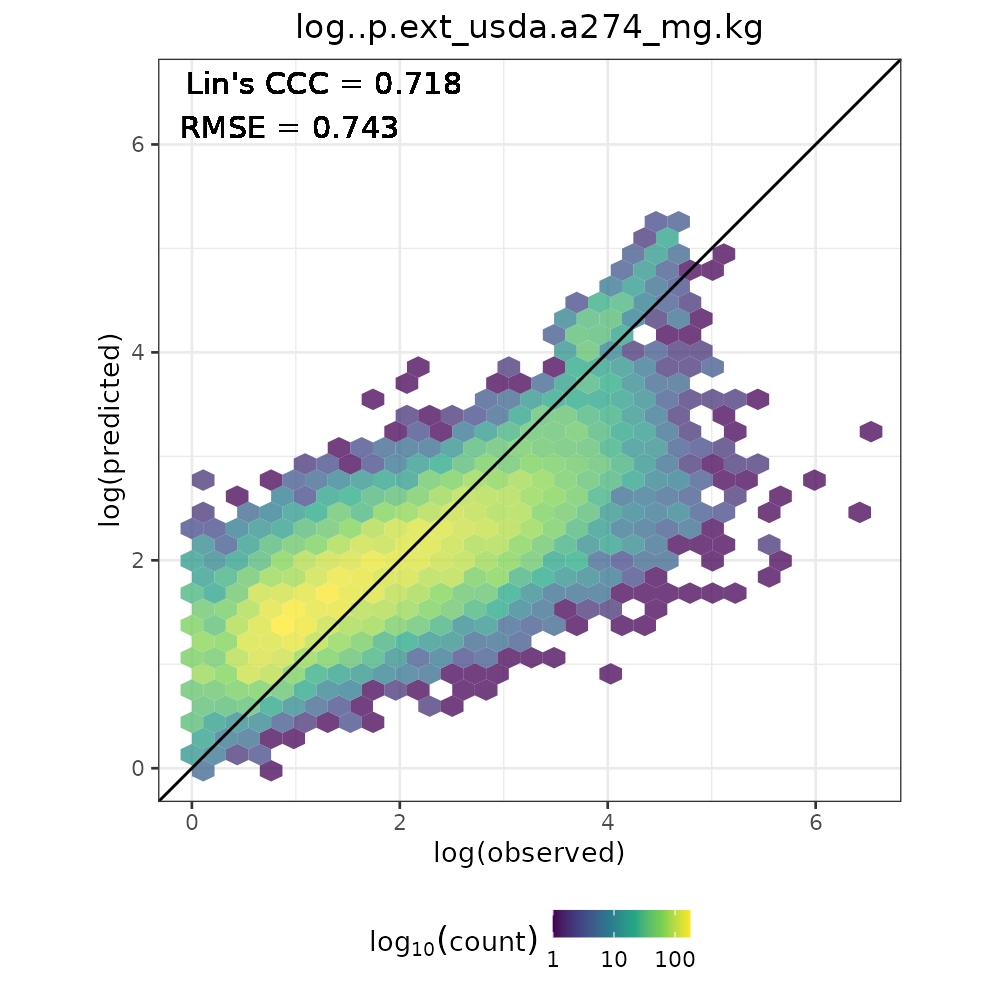 log..p.ext_usda.a274_mg.kg
Lin's CCC = 0.718
RMSE = 0.743
log(predicted)
6
4
2
0
0 2 4 6
log(observed)
log₁₀(count)
1 10 100